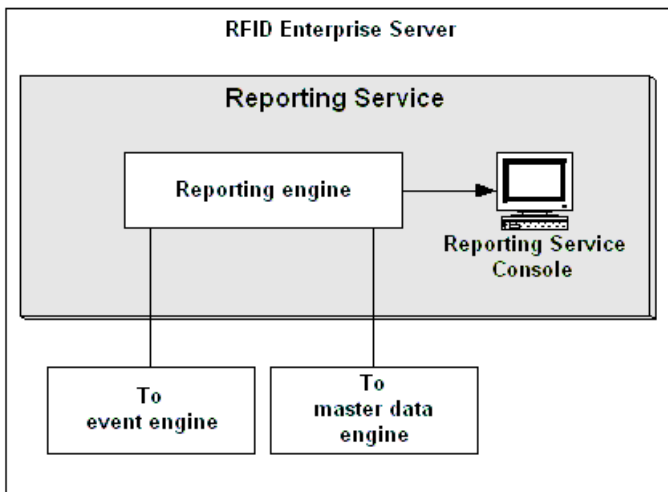 RFID Enterprise Server
Reporting Service
Reporting engine
Reporting Service
Console
To
event engine
To
master data
engine